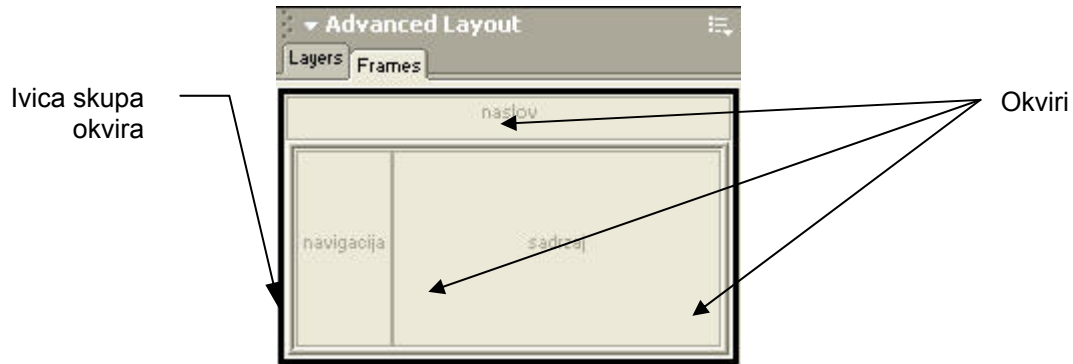 Advanced Layout
Layers Frames
Ivica skupa
okvira
naslov
Okviri
navigacija
sadrzaj